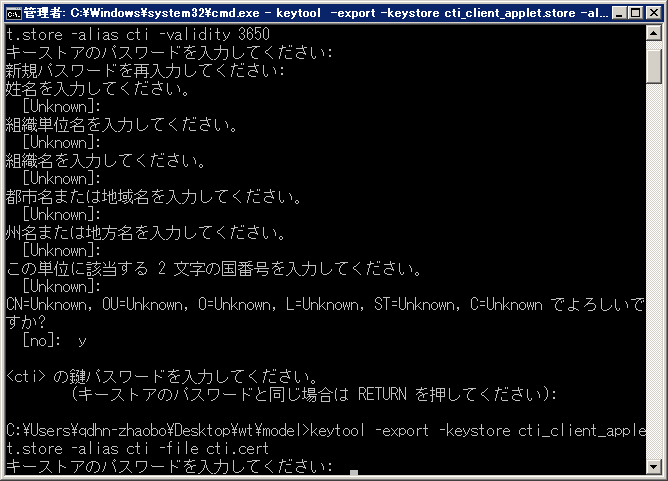 管理者: C:¥Windows¥system32¥cmd.exe - keytool  -export -keystore cti_client_applet.store -al...
t.store -alias cti -validity 3650
キーストアのパスワードを入力してください:
新規パスワードを再入力してください:
姓名を入力してください。
  [Unknown]:
組織単位名を入力してください。
  [Unknown]:
組織名を入力してください。
  [Unknown]:
都市名または地域名を入力してください。
  [Unknown]:
州名または地方名を入力してください。
  [Unknown]:
この単位に該当する 2 文字の国番号を入力してください。
  [Unknown]:
CN=Unknown, OU=Unknown, O=Unknown, L=Unknown, ST=Unknown, C=Unknown でよろしいで
すか?
  [no]:  y
<cti> の鍵パスワードを入力してください。
        (キーストアのパスワードと同じ場合は RETURN を押してください):
C:¥Users¥qdhn-zhaobo¥Desktop¥wt¥model>keytool -export -keystore cti_client_apple
t.store -alias cti -file cti.cert
キーストアのパスワードを入力してください: